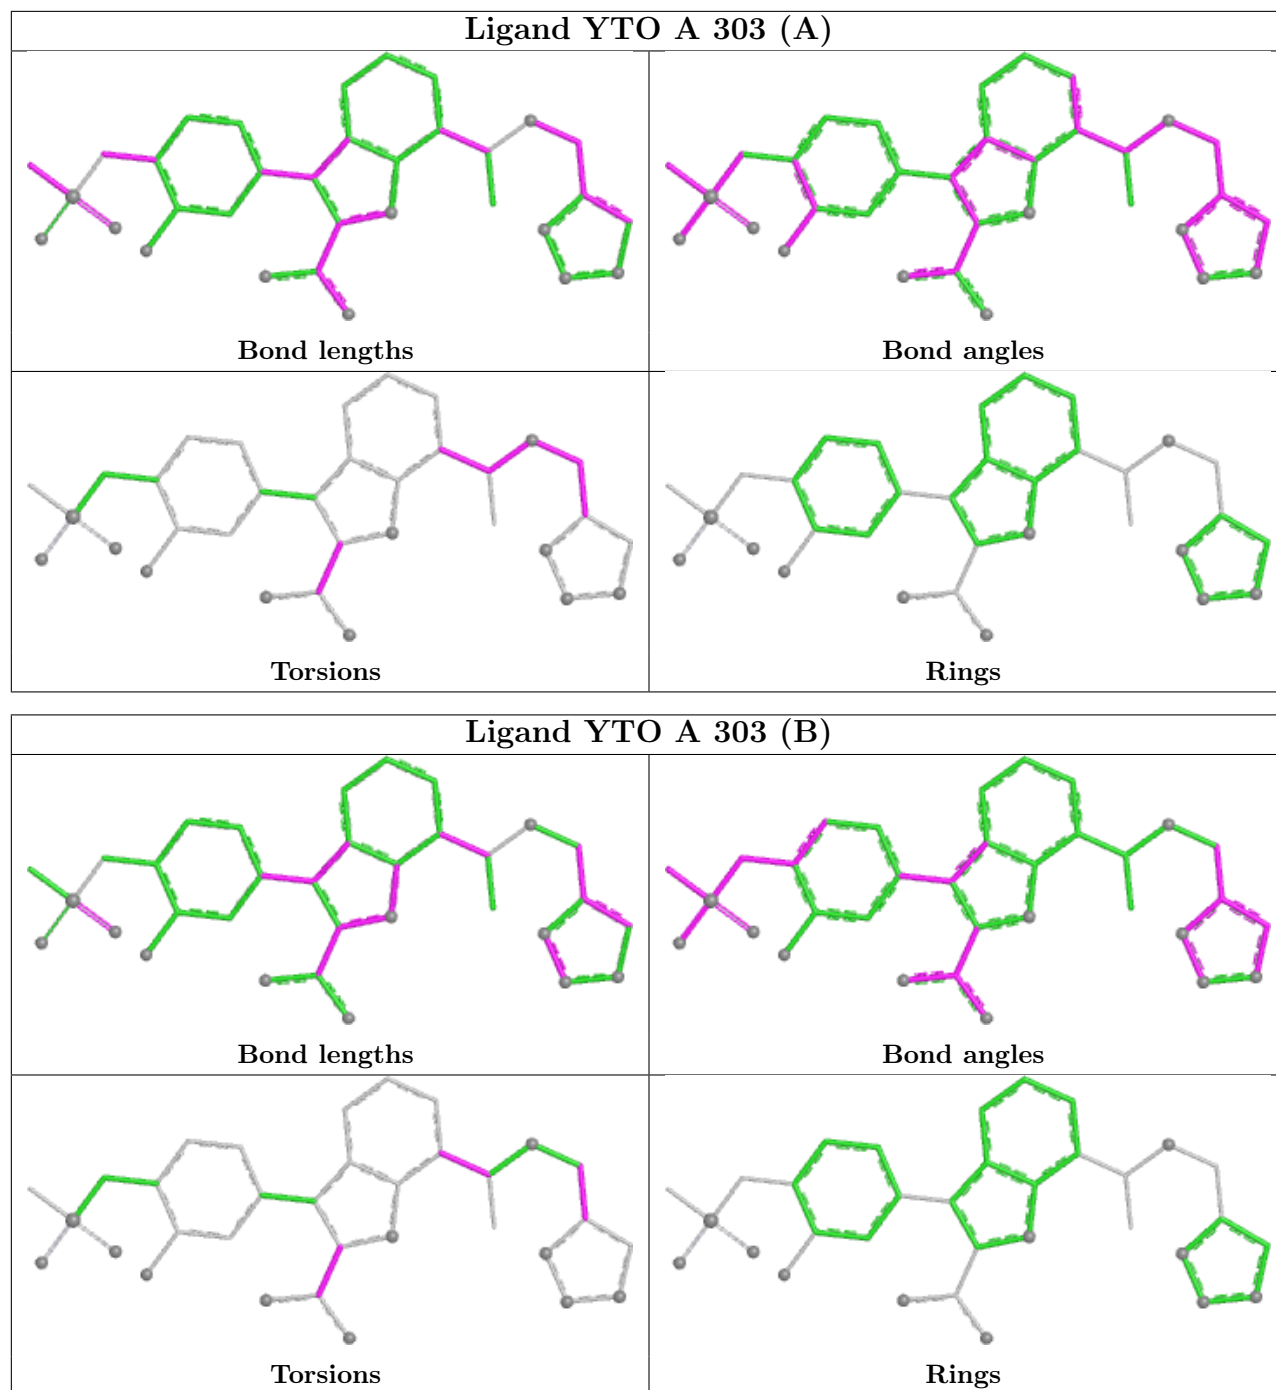 Ligand YTO A 303 (A)
Bond lengths
Bond angles
Torsions
Rings
Ligand YTO A 303 (B)
Bond lengths
Bond angles
Torsions
Rings